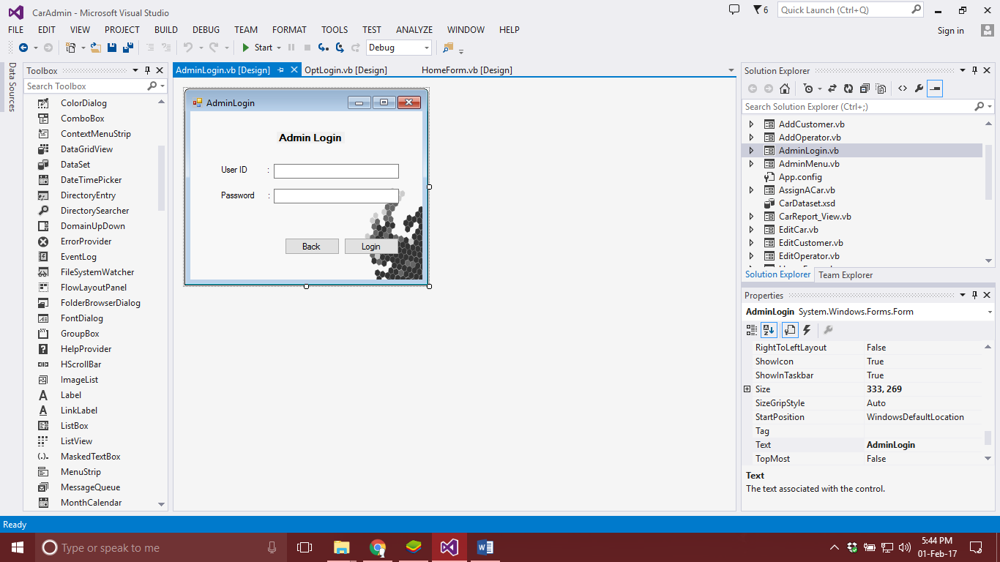 CarAdmin - Microsoft Visual Studio
6
Quick Launch (Ctrl+Q)
FILE EDIT VIEW PROJECT BUILD DEBUG TEAM FORMAT TOOLS TEST ANALYZE WINDOW HELP
Sign in
Start
Debug
Data Sources
Toolbox
Search Toolbox
ColorDialog
ComboBox
ContextMenuStrip
DataGridView
DataSet
DateTimePicker
DirectoryEntry
DirectorySearcher
DomainUpDown
ErrorProvider
EventLog
FileSystemWatcher
FlowLayoutPanel
FolderBrowserDialog
FontDialog
GroupBox
HelpProvider
HScrollBar
ImageList
Label
LinkLabel
ListBox
ListView
MaskedTextBox
MenuStrip
MessageQueue
MonthCalendar
AdminLogin.vb [Design] OptLogin.vb [Design] HomeForm.vb [Design]
AdminLogin
Admin Login
User ID :
Password :
Back Login
Solution Explorer
Search Solution Explorer (Ctrl+;)
AddCustomer.vb
AddOperator.vb
AdminLogin.vb
AdminMenu.vb
App.config
AssignACar.vb
CarDataset.xsd
CarReport_View.vb
EditCar.vb
EditCustomer.vb
EditOperator.vb
Solution Explorer Team Explorer
Properties
AdminLogin System.Windows.Forms.Form
RightToLeftLayout False
ShowIcon True
ShowInTaskbar True
Size 333, 269
SizeGripStyle Auto
StartPosition WindowsDefaultLocation
Tag
Text AdminLogin
TopMost False
Text
The text associated with the control.
Ready
Type or speak to me
5:44 PM
01-Feb-17